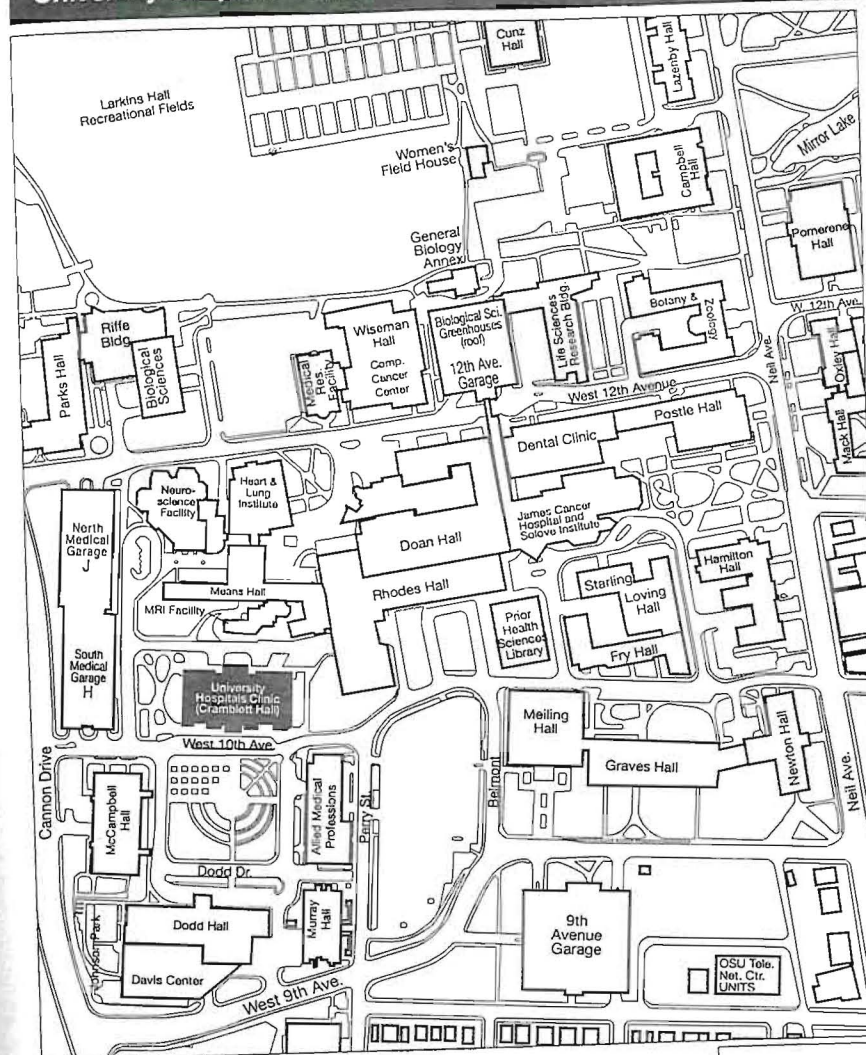 University
Larkins Hall
Recreational Fields
Cunz
Hall
Lazenby Hall
Mirror Lake
Women's
Field House
Campbell
Hall
Pomerene
Hall
General
Biology
Annex
W. 12th Ave.
Riffe
Bldg.
Biological
Sciences
Parks Hall
Medical
Res.
Facility
Wiseman
Hall
Comp.
Cancer
Center
Biological Sci.
Greenhouses
(roof)
12th Ave.
Garage
Life Sciences
Research Bldg.
Botany &
Zoology
Neil Ave.
Oxley Hall
Mack Hall
West 12th Avenue
Dental Clinic
Postle Hall
North
Medical
Garage
J
Neuro-
science
Facility
Heart &
Lung
Institute
Doan Hall
James Cancer
Hospital and
Solove Institute
Means Hall
MRI Facility
Rhodes Hall
Prior
Health
Sciences
Library
Starling
Loving
Hall
Fry Hall
Hamilton
Hall
South
Medical
Garage
H
University
Hospitals Clinic
(Cramblett Hall)
West 10th Ave.
Meiling
Hall
Graves Hall
Newton Hall
Neil Ave.
Cannon Drive
McCampbell
Hall
Allied Medical
Professions
Perry St.
Belmont
Dodd Dr.
Johnson Park
Dodd Hall
Davis Center
Murray
Hall
9th
Avenue
Garage
OSU Tele.
Net. Ctr.
UNITS
West 9th Ave.